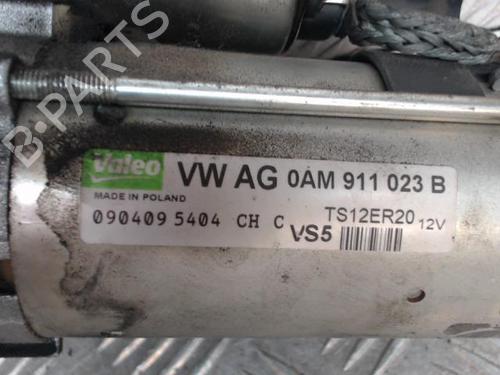 B-PARTS
Valeo VW AG 0AM 911 023 B
MADE IN POLAND
090409 5404 CH C TS12ER20 12V
VS5